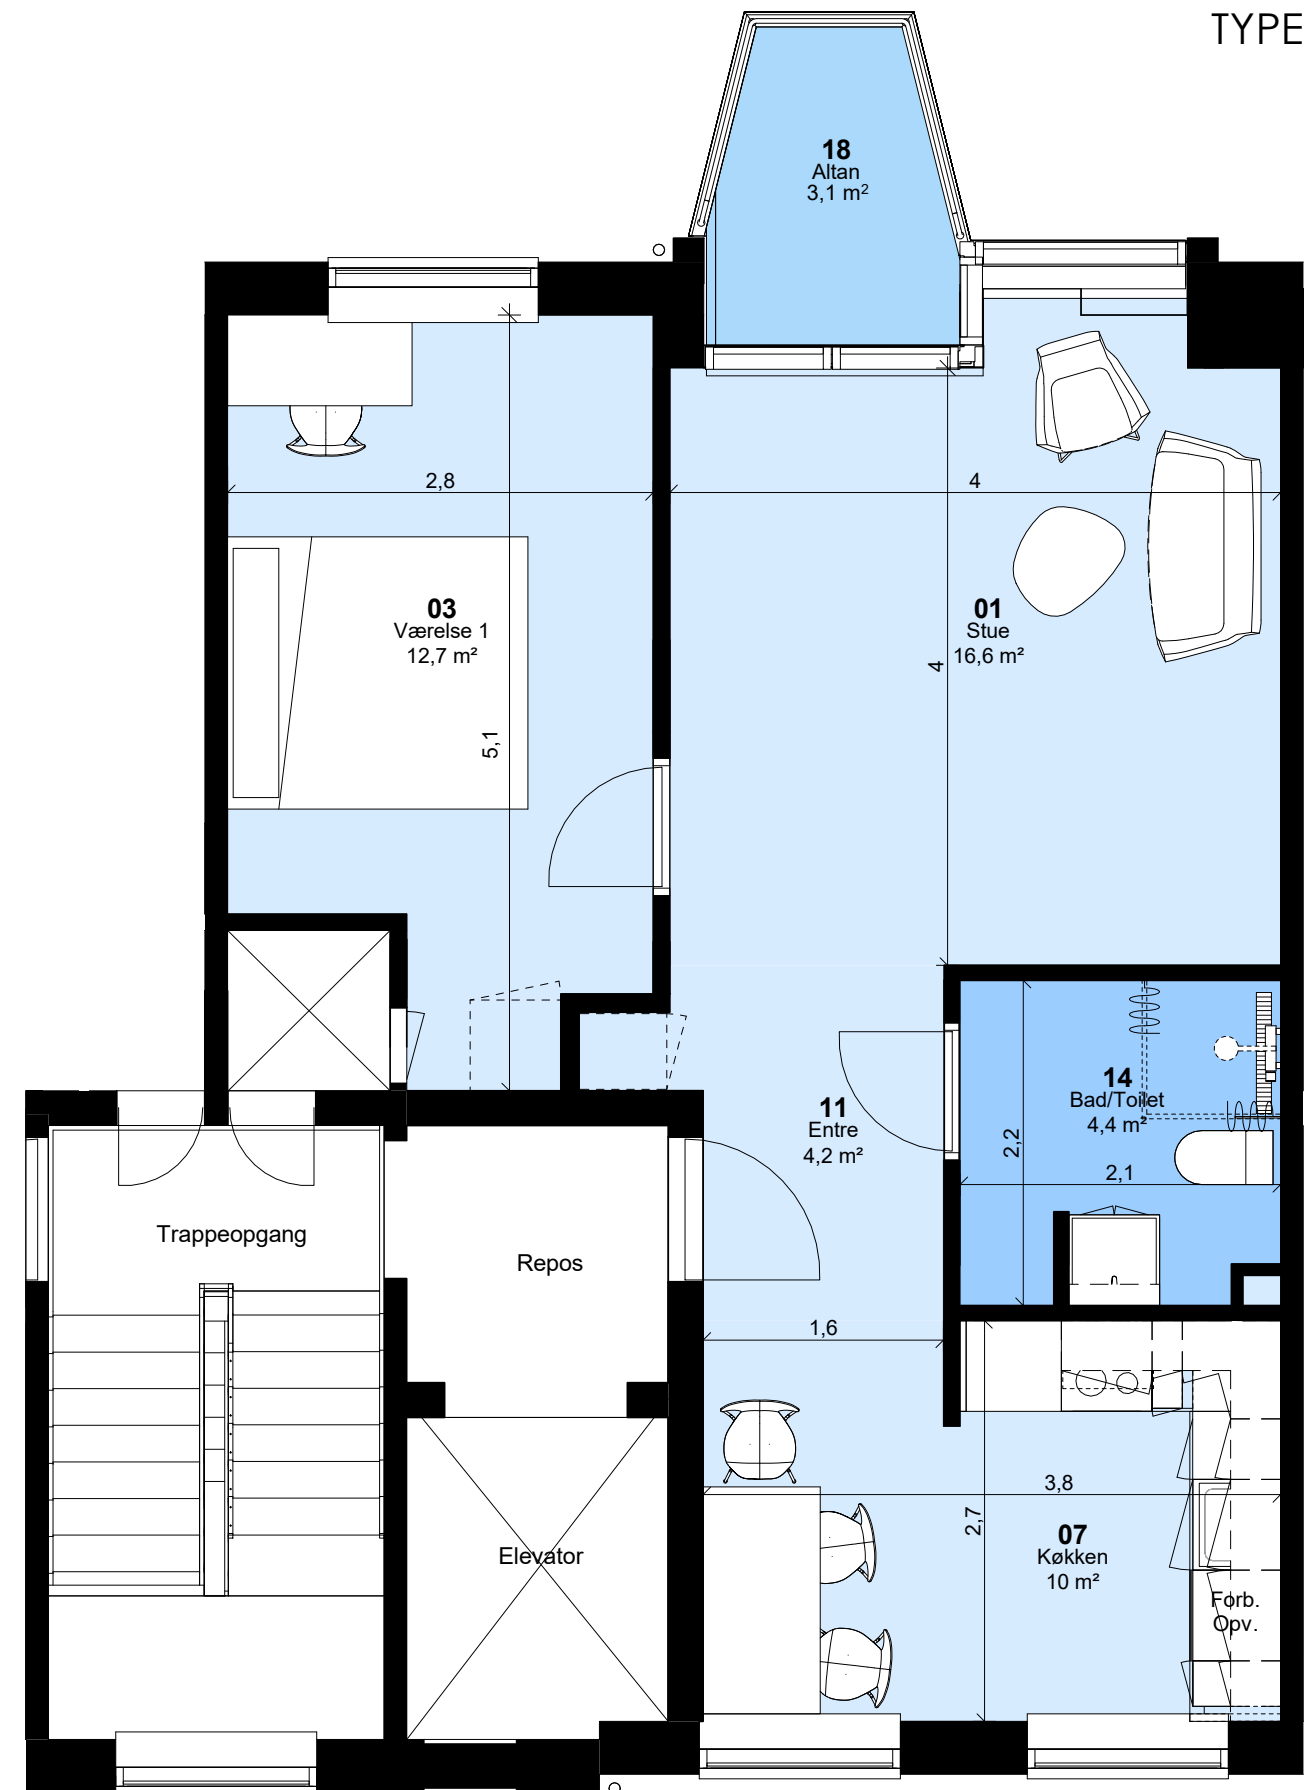 TYPE
18
Altan
3,1 m²
2,8
4
03
Værelse 1
12,7 m²
01
Stue
16,6 m²
4
5,1
14
Bad/Toilet
4,4 m²
11
Entre
4,2 m²
2,2
2,1
Trappeopgang
Repos
1,6
3,8
2,7
07
Køkken
10 m²
Elevator
Forb.
Opv.